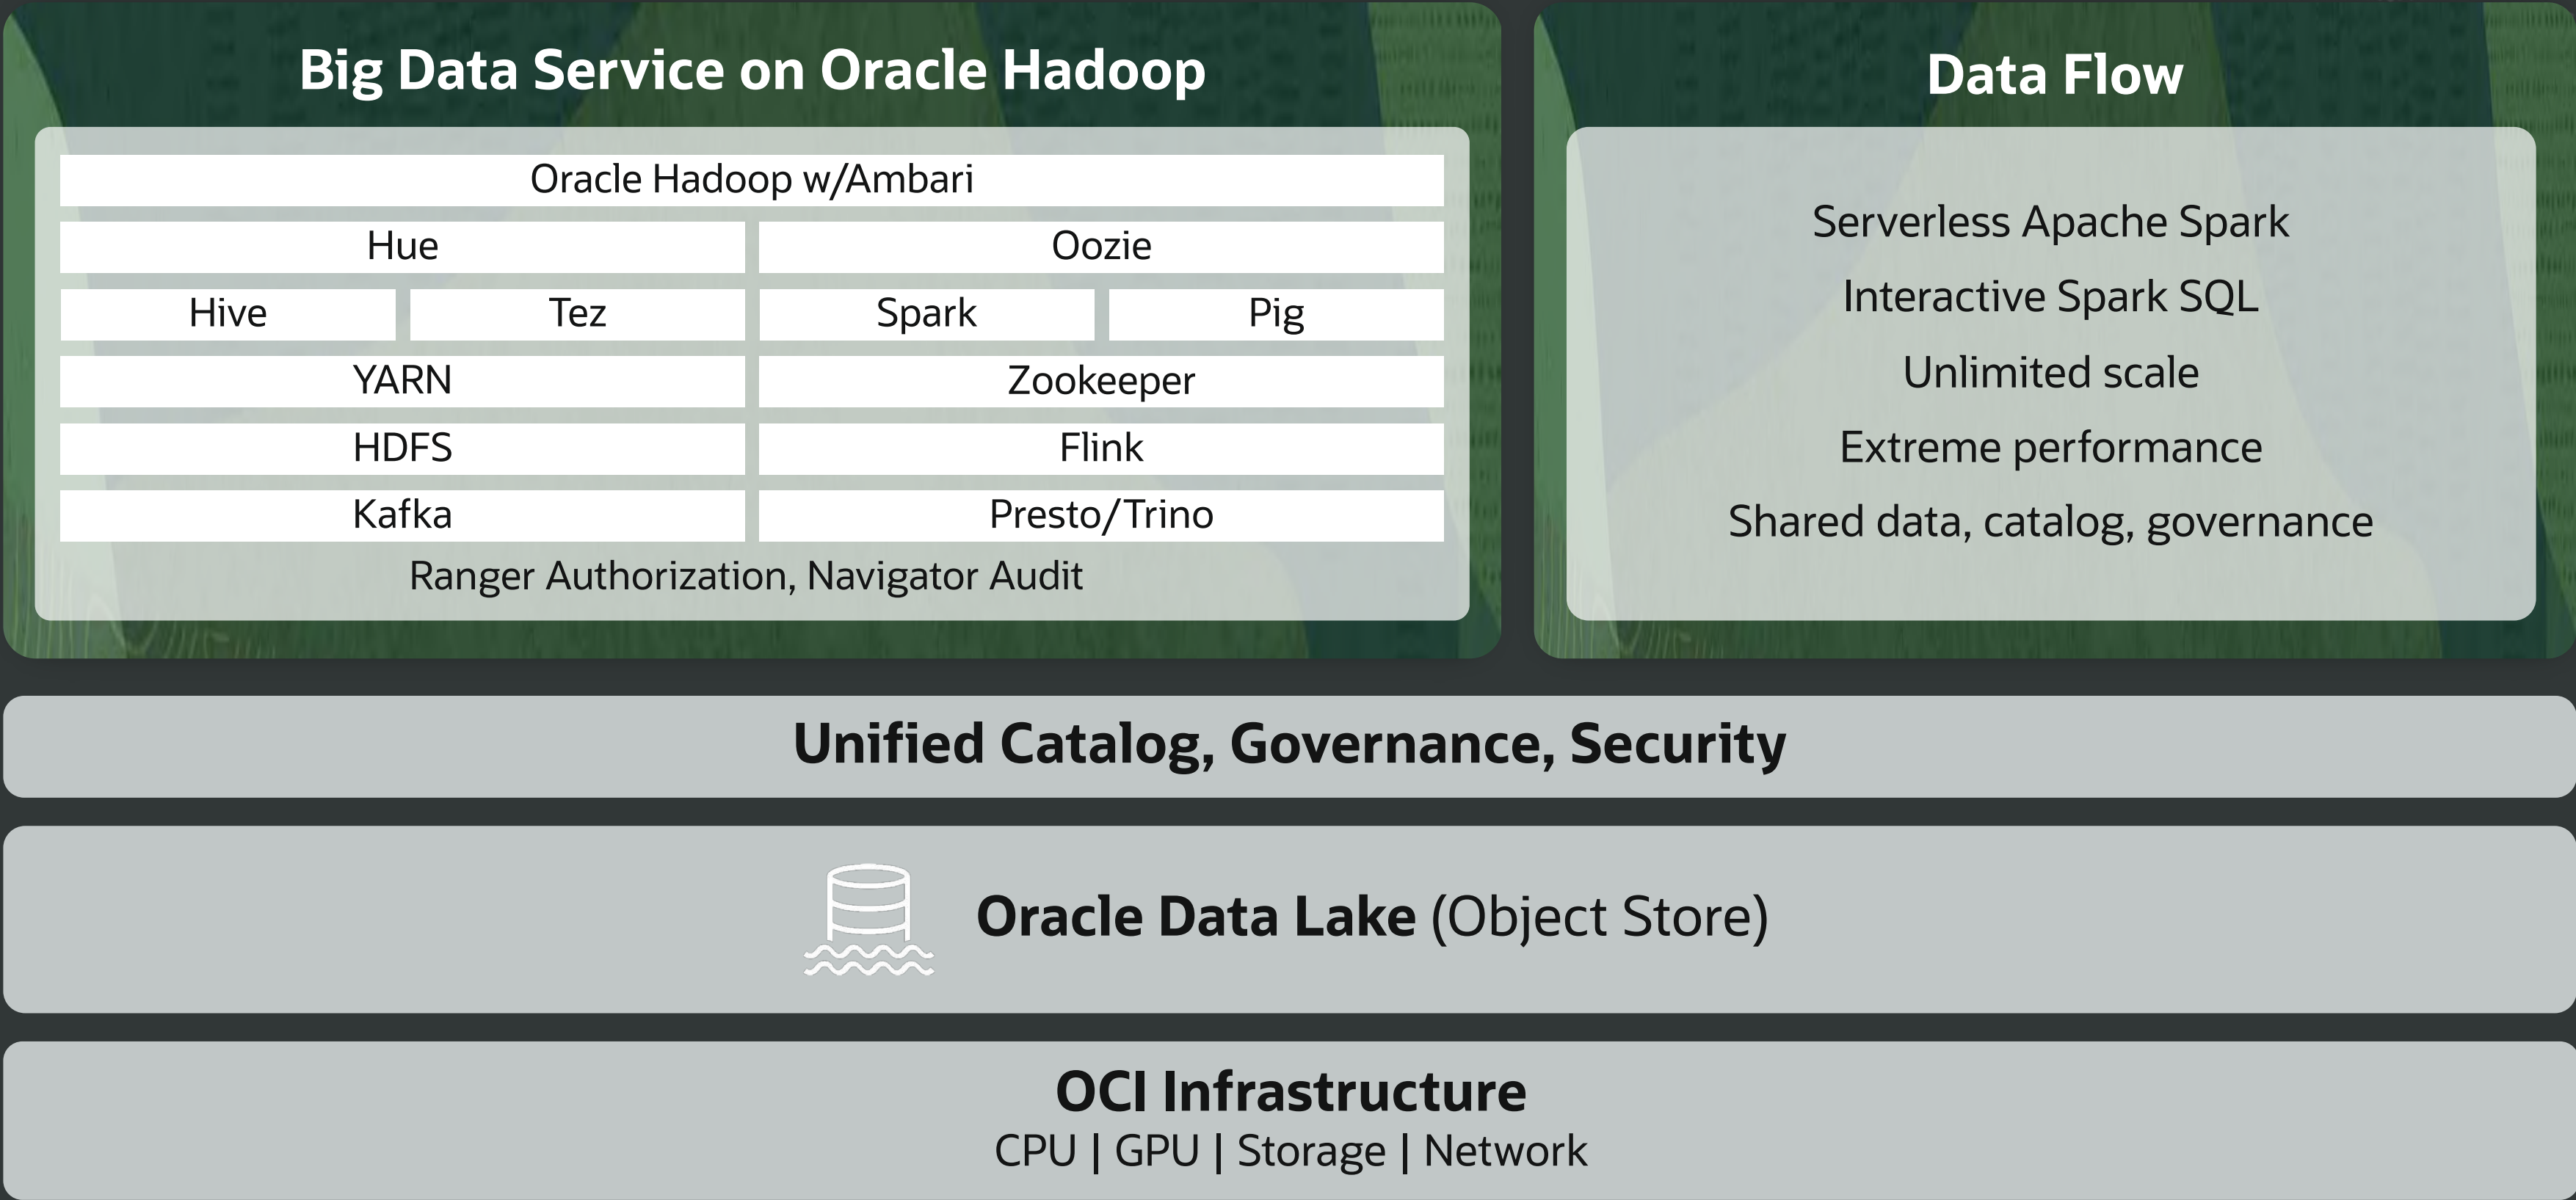 Big Data Service on Oracle Hadoop
Oracle Hadoop w/Ambari
Hue
Oozie
Hive
Tez
Spark
Pig
YARN
Zookeeper
HDFS
Flink
Kafka
Presto/Trino
Ranger Authorization, Navigator Audit
Data Flow
Serverless Apache Spark
Interactive Spark SQL
Unlimited scale
Extreme performance
Shared data, catalog, governance
Unified Catalog, Governance, Security
Oracle Data Lake (Object Store)
OCI Infrastructure
CPU | GPU | Storage | Network